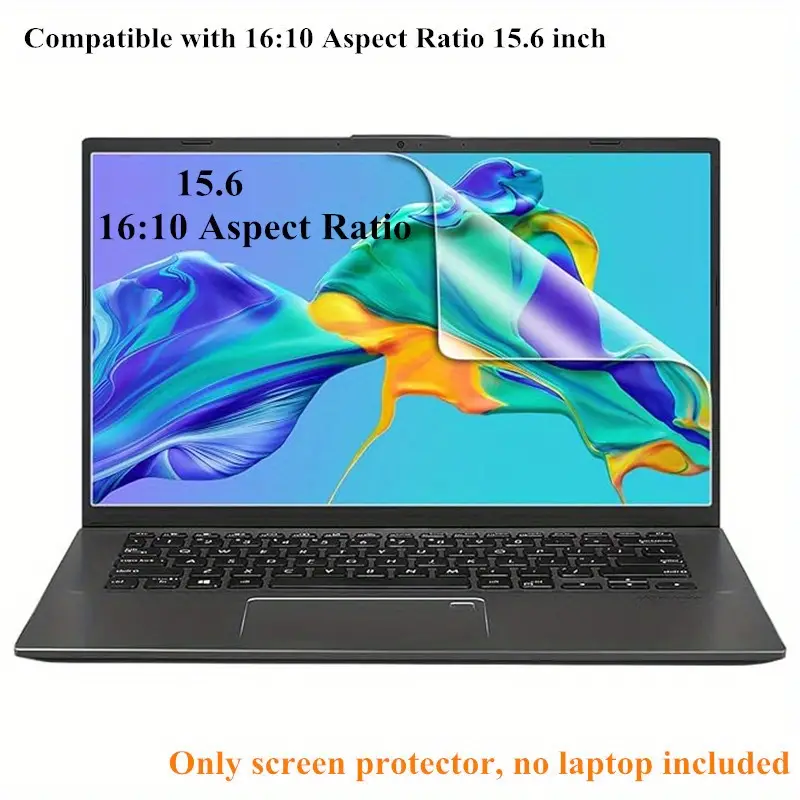 Compatible with 16:10 Aspect Ratio 15.6 inch
15.6
16:10 Aspect Ratio
Only screen protector, no laptop included